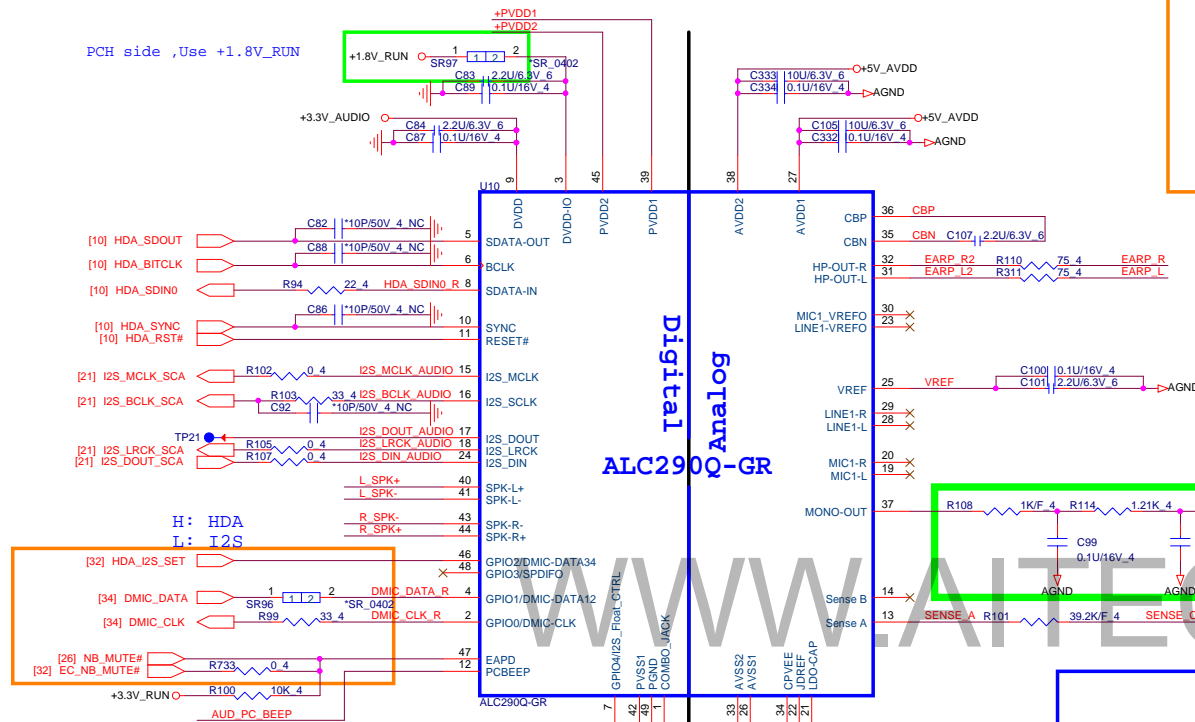 +PVDD1
+PVDD2
PCH side ,Use +1.8V_RUN
+1.8V_RUN 1 1 2 2
SR97 *SR_0402
C83 2.2U/6.3V_6
C89 0.1U/16V_4
+3.3V_AUDIO
C84 2.2U/6.3V_6
C87 0.1U/16V_4
C333 10U/6.3V_6 +5V_AVDD
C334 0.1U/16V_4 AGND
C105 10U/6.3V_6 +5V_AVDD
C332 0.1U/16V_4 AGND
9 3 45 39 38 27
U10
DVDD DVDD-IO PVDD2 PVDD1 AVDD2 AVDD1
C82 *10P/50V_4_NC
[10] HDA_SDOUT 5 SDATA-OUT
C88 *10P/50V_4_NC
[10] HDA_BITCLK 6 BCLK
[10] HDA_SDIN0 R94 22_4 HDA_SDIN0_R 8 SDATA-IN
C86 *10P/50V_4_NC
[10] HDA_SYNC 10 SYNC
[10] HDA_RST# 11 RESET#
[21] I2S_MCLK_SCA R102 0_4 I2S_MCLK_AUDIO 15 I2S_MCLK
[21] I2S_BCLK_SCA R103 33_4 I2S_BCLK_AUDIO 16 I2S_SCLK
C92 *10P/50V_4_NC
TP21 I2S_DOUT_AUDIO 17 I2S_DOUT
[21] I2S_LRCK_SCA R105 0_4 I2S_LRCK_AUDIO 18 I2S_LRCK
[21] I2S_DOUT_SCA R107 0_4 I2S_DIN_AUDIO 24 I2S_DIN
L_SPK+ 40 SPK-L+
L_SPK- 41 SPK-L-
R_SPK- 43 SPK-R-
R_SPK+ 44 SPK-R+
H: HDA
L: I2S
[32] HDA_I2S_SET 46 GPIO2/DMIC-DATA34
48 GPIO3/SPDIFO
[34] DMIC_DATA 1 1 2 2 DMIC_DATA_R 4 GPIO1/DMIC-DATA12
SR96 *SR_0402
[34] DMIC_CLK R99 33_4 DMIC_CLK_R 2 GPIO0/DMIC-CLK
[26] NB_MUTE# 47 EAPD
[32] EC_NB_MUTE# R733 0_4 12 PCBEEP
+3.3V_RUN R100 10K_4
AUD_PC_BEEP
Digital
Analog
ALC290Q-GR
CBP 36 CBP
CBN 35 CBN C107 2.2U/6.3V_6
HP-OUT-R 32 EARP_R2 R110 75_4 EARP_R
HP-OUT-L 31 EARP_L2 R311 75_4 EARP_L
MIC1_VREFO 30
LINE1-VREFO 23
C100 0.1U/16V_4
VREF 25 VREF C101 2.2U/6.3V_6 AGND
LINE1-R 29
LINE1-L 28
MIC1-R 20
MIC1-L 19
MONO-OUT 37 R108 1K/F_4 R114 1.21K_4
C99
0.1U/16V_4
AGND AGND
Sense B 14
Sense A 13 SENSE_A R101 39.2K/F_4 SENSE_C
WWW.AITEC
GPIO4/I2S_Float_CTRL PVSS1 PGND COMBO_JACK AVSS2 AVSS1 CPVEE JDREF LDO-CAP
ALC290Q-GR
7 42 49 1 33 26 34 22 21